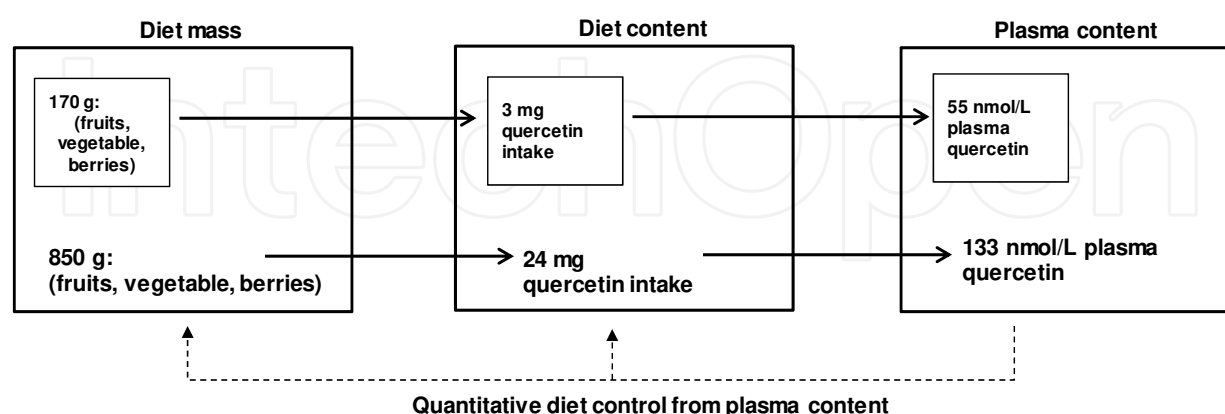 Diet mass
Diet content
Plasma content
170 g:
(fruits,
vegetable,
berries)
3 mg
quercetin
intake
55 nmol/L
plasma
quercetin
850 g:
(fruits, vegetable, berries)
24 mg
quercetin intake
133 nmol/L plasma
quercetin
Quantitative diet control from plasma content
IntechOpen